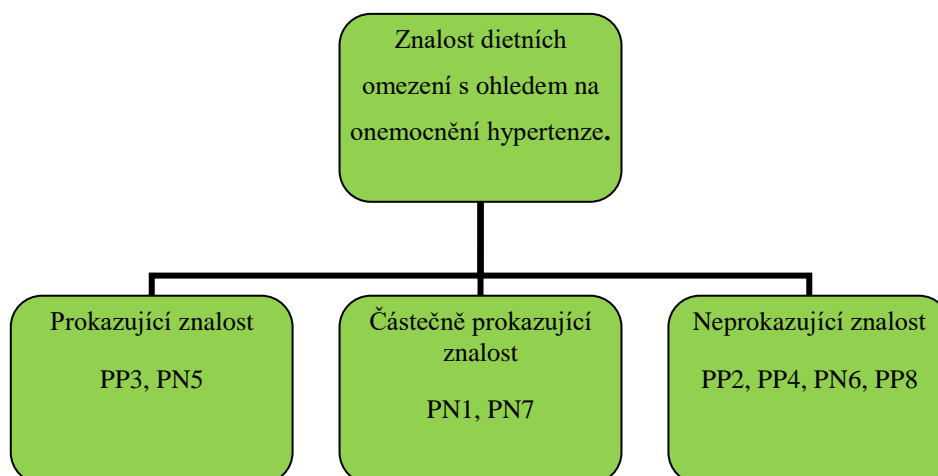 Znalost dietních
omezení s ohledem na
onemocnění hypertenze.
Prokazující znalost
PP3, PN5
Částečně prokazující
znalost
PN1, PN7
Neprokazující znalost
PP2, PP4, PN6, PP8